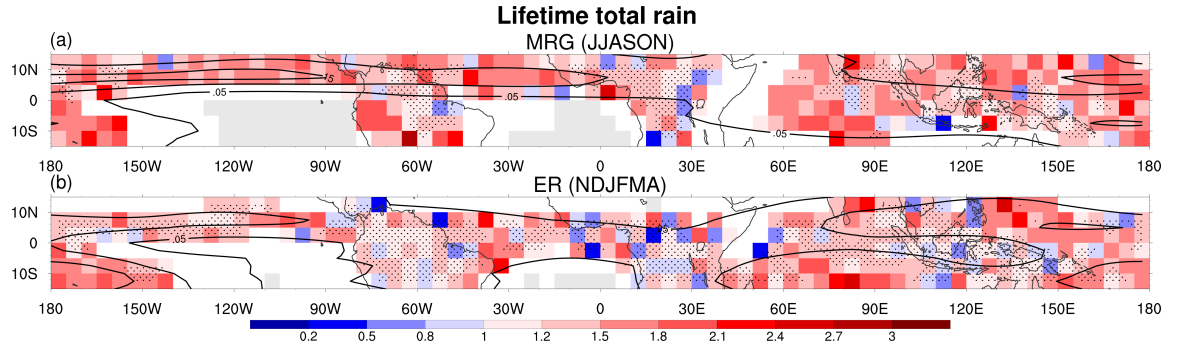 Lifetime total rain
(a)
MRG (JJASON)
10N
0
10S
.15
.05
.05
.05
180 150W 120W 90W 60W 30W 0 30E 60E 90E 120E 150E 180
(b)
ER (NDJFMA)
10N
0
10S
.05
180 150W 120W 90W 60W 30W 0 30E 60E 90E 120E 150E 180
0.2 0.5 0.8 1 1.2 1.5 1.8 2.1 2.4 2.7 3